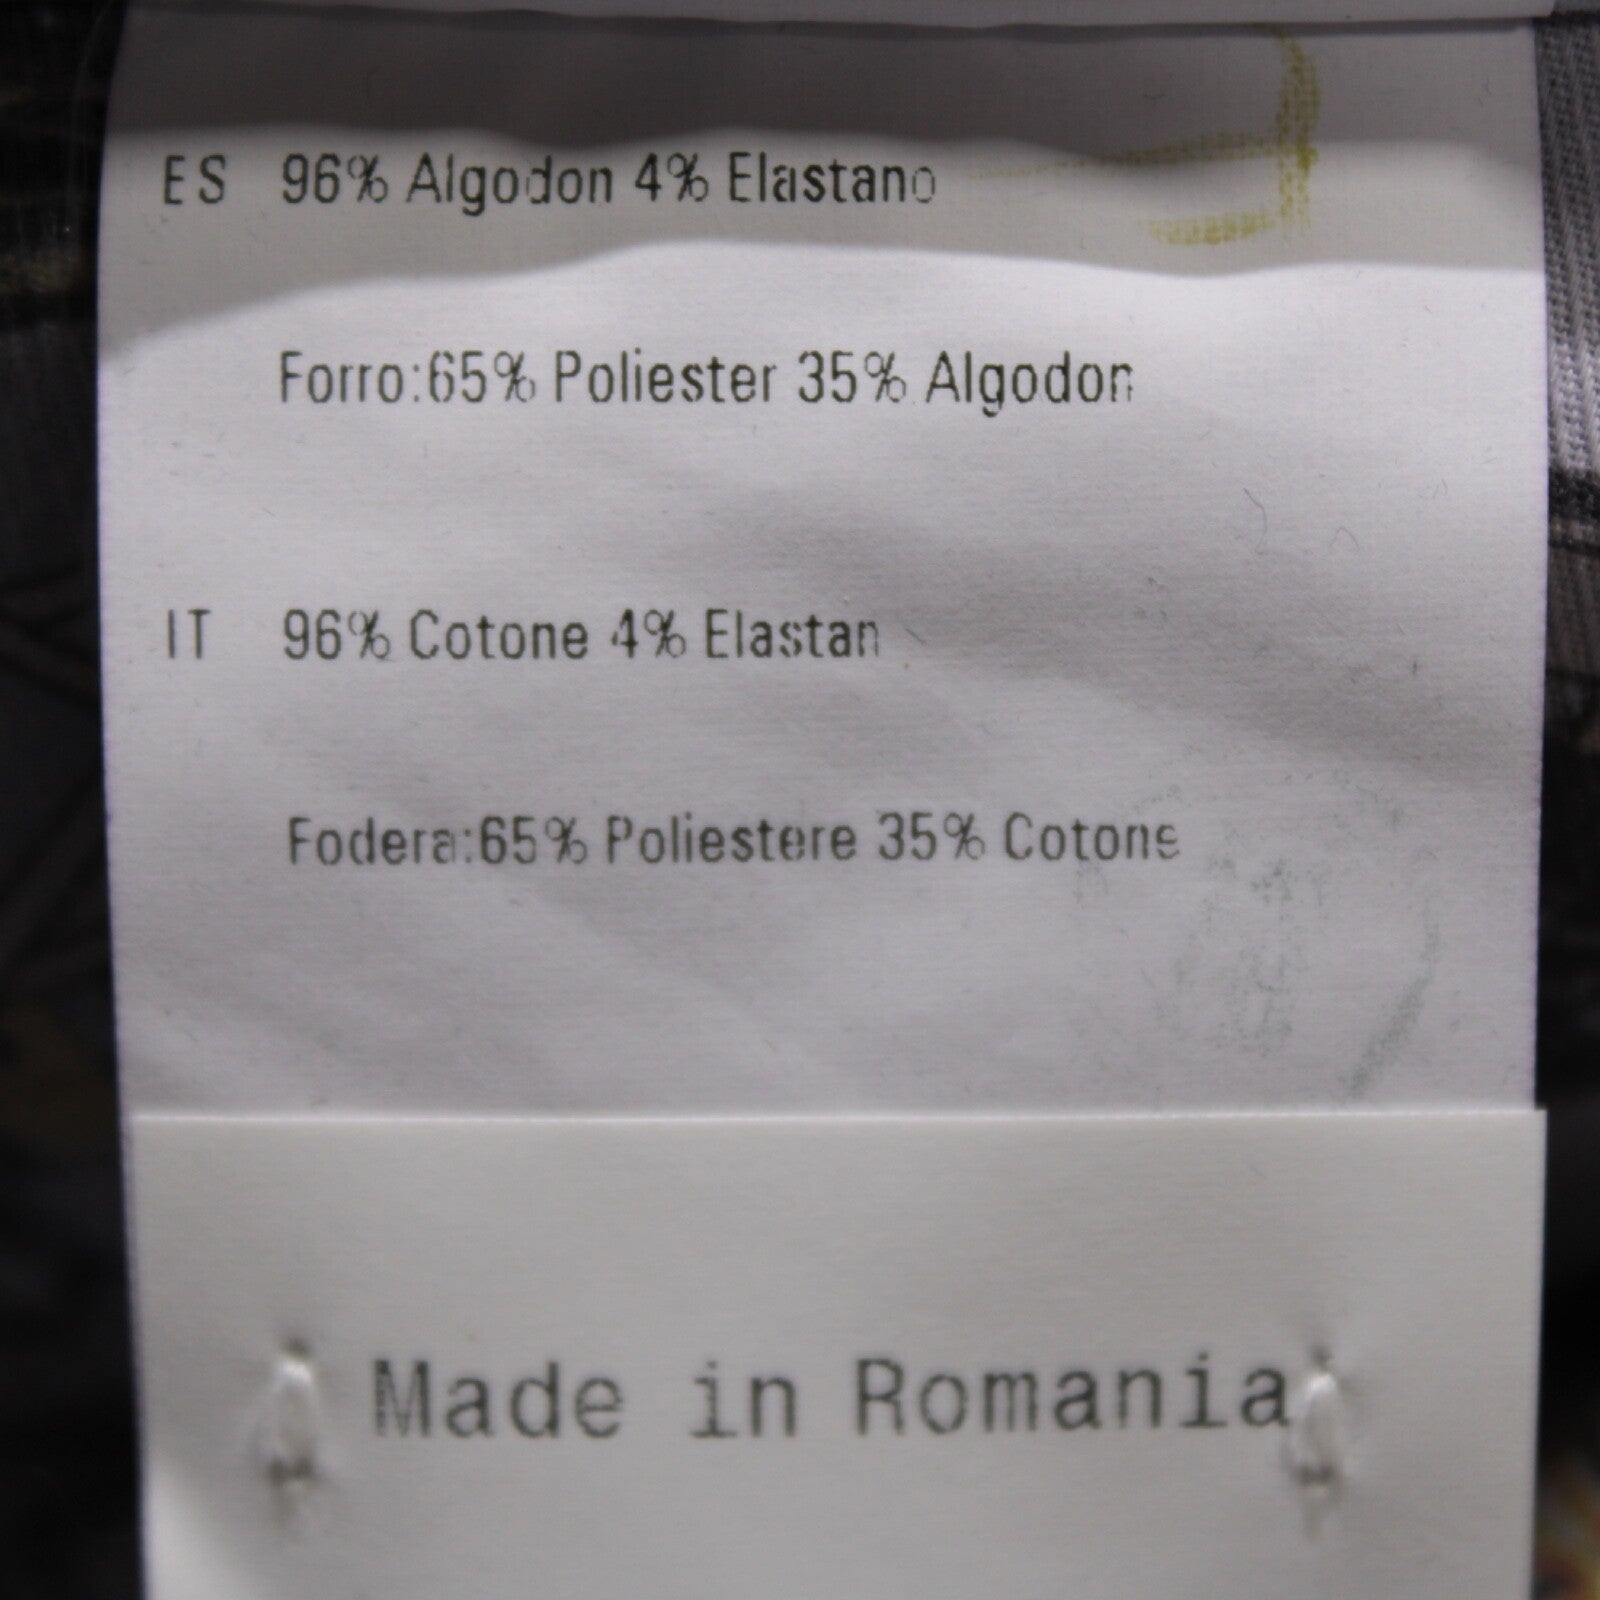 ES 96% Algodon 4% Elastano
Forro:65% Poliester 35% Algodon
IT 96% Cotone 4% Elastan
Fodera:65% Poliestere 35% Cotone
Made in Romania